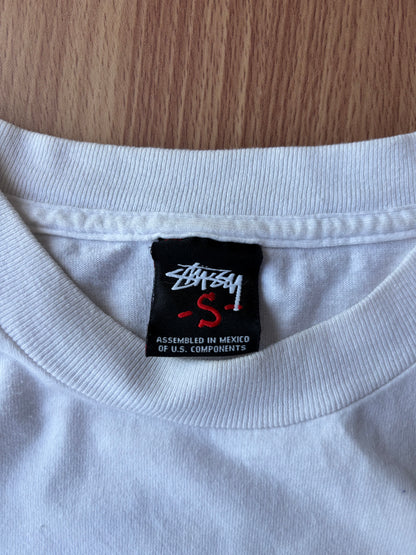 Stüssy
-S-
ASSEMBLED IN MEXICO
OF U.S. COMPONENTS